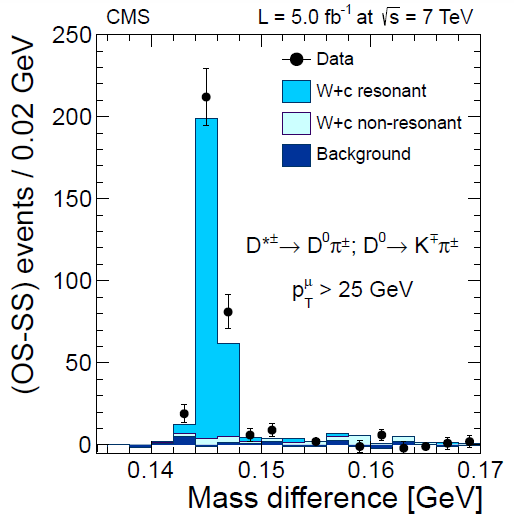 CMS L = 5.0 fb⁻¹ at √s = 7 TeV
250
200
150
100
50
0
(OS-SS) events / 0.02 GeV
Data
W+c resonant
W+c non-resonant
Background
D*± → D⁰π±; D⁰ → K∓π±
p_T^μ > 25 GeV
0.14 0.15 0.16 0.17
Mass difference [GeV]